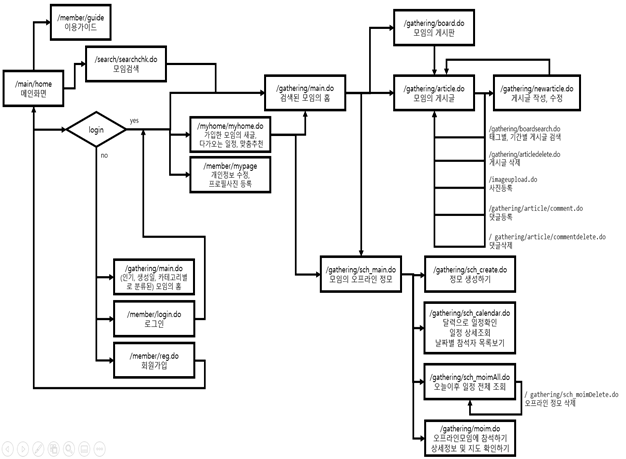 /member/guide
이용가이드
/search/searchchk.do
모임검색
/main/home
메인화면
login
yes
no
/gathering/main.do
검색된 모임의 홈
/myhome/myhome.do
가입한 모임의 새글,
다가오는 일정, 맞춤추천
/member/mypage
개인정보 수정,
프로필사진 등록
/gathering/main.do
(인기, 생성일, 카테고리별
로 분류된) 모임의 홈
/member/login.do
로그인
/member/reg.do
회원가입
/gathering/board.do
모임의 게시판
/gathering/article.do
모임의 게시글
/gathering/newarticle.do
게시글 작성, 수정
/gathering/boardsearch.do
태그별, 기간별 게시글 검색
/gathering/articledelete.do
게시글 삭제
/imageupload.do
사진등록
/gathering/article/comment.do
댓글등록
/ gathering/article/commentdelete.do
댓글삭제
/gathering/sch_main.do
모임의 오프라인 정모
/gathering/sch_create.do
정모 생성하기
/gathering/sch_calendar.do
달력으로 일정확인
일정 상세조회
날짜별 참석자 목록보기
/gathering/sch_moimAll.do
오늘이후 일정 전체 조회
/ gathering/sch_moimDelete.do
오프라인 정모 삭제
/gathering/moim.do
오프라인모임에 참석하기
상세정보 및 지도 확인하기